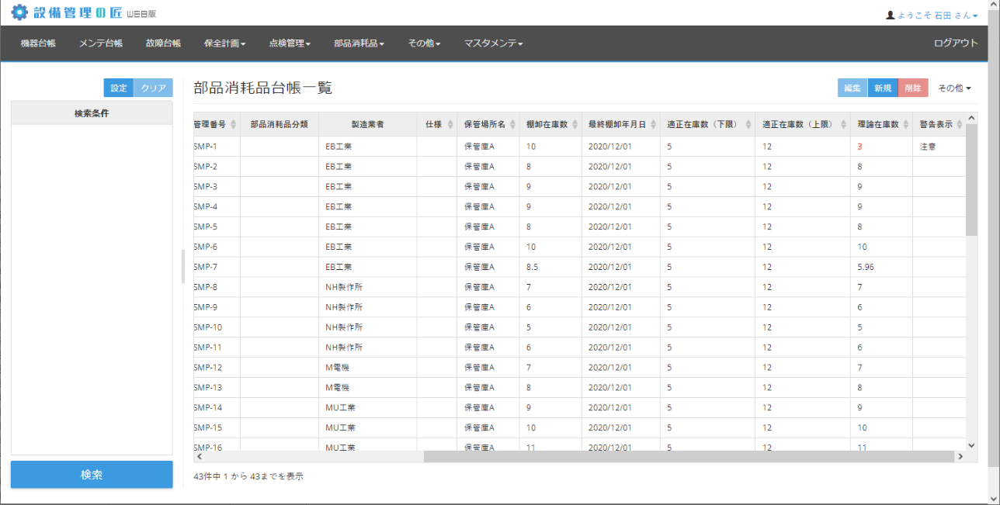 設備管理の匠 WEB版
ようこそ 石田 さん
機器台帳 メンテ台帳 故障台帳 保全計画 点検管理 部品消耗品 その他 マスタメンテ ログアウト
設定 クリア
検索条件
検索
部品消耗品台帳一覧
編集 新規 削除 その他
管理番号 部品消耗品分類 製造業者 仕様 保管場所名 棚卸在庫数 最終棚卸年月日 適正在庫数（下限） 適正在庫数（上限） 理論在庫数 警告表示
SMP-1 EB工業 保管庫A 10 2020/12/01 5 12 3 注意
SMP-2 EB工業 保管庫A 8 2020/12/01 5 12 8
SMP-3 EB工業 保管庫A 9 2020/12/01 5 12 9
SMP-4 EB工業 保管庫A 9 2020/12/01 5 12 9
SMP-5 EB工業 保管庫A 8 2020/12/01 5 12 8
SMP-6 EB工業 保管庫A 10 2020/12/01 5 12 10
SMP-7 EB工業 保管庫A 8.5 2020/12/01 5 12 5.96
SMP-8 NH製作所 保管庫A 7 2020/12/01 5 12 7
SMP-9 NH製作所 保管庫A 6 2020/12/01 5 12 6
SMP-10 NH製作所 保管庫A 5 2020/12/01 5 12 5
SMP-11 NH製作所 保管庫A 6 2020/12/01 5 12 6
SMP-12 M電機 保管庫A 7 2020/12/01 5 12 7
SMP-13 M電機 保管庫A 8 2020/12/01 5 12 8
SMP-14 MU工業 保管庫A 9 2020/12/01 5 12 9
SMP-15 MU工業 保管庫A 10 2020/12/01 5 12 10
SMP-16 MU工業 保管庫A 11 2020/12/01 5 12 11
43件中 1 から 43までを表示